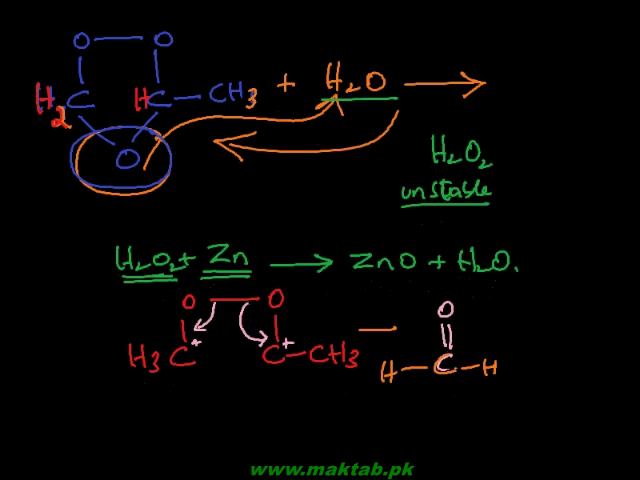 O — O
H2C HC — CH3 + H2O →
O
H2O2
unstable
H2O2 + Zn → ZnO + H2O.
O — O
O
H3C+ C+ — CH3 —
H — C — H
www.maktab.pk